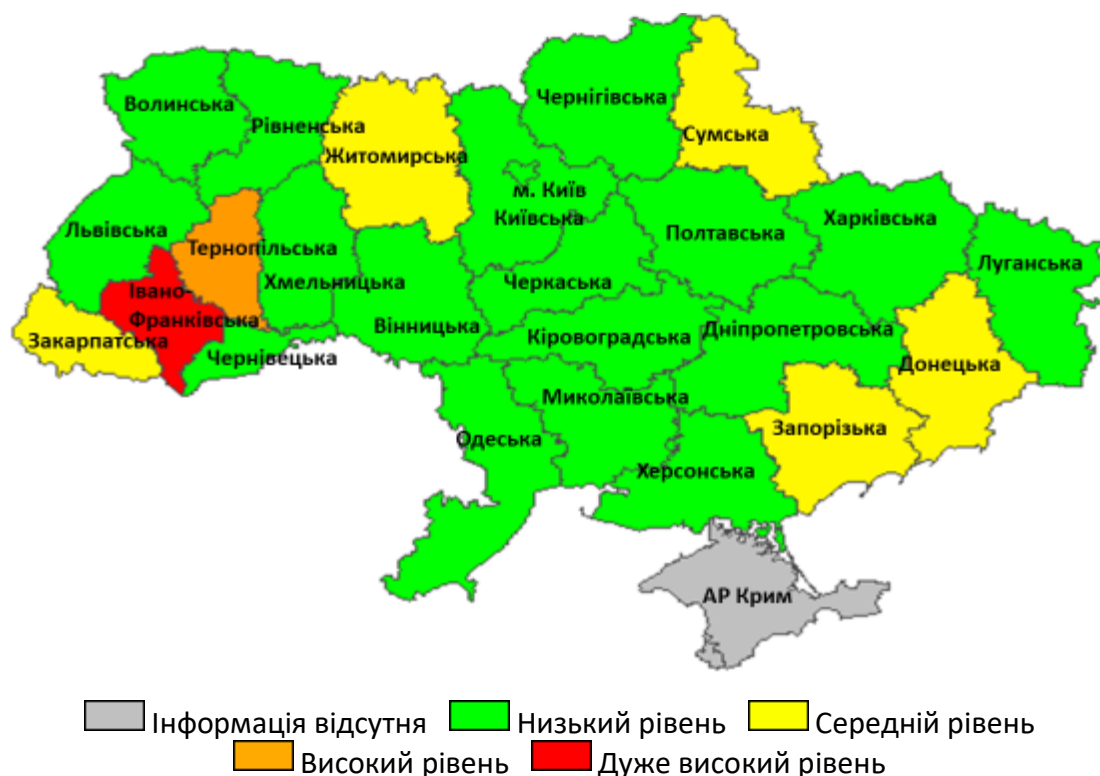 Чернігівська
Волинська
Рівненська
Сумська
Житомирська
м. Київ
Київська
Харківська
Львівська
Полтавська
Тернопільська
Луганська
Хмельницька
Черкаська
Івано-
Франківська
Вінницька
Кіровоградська
Дніпропетровська
Закарпатська
Чернівецька
Донецька
Миколаївська
Запорізька
Одеська
Херсонська
АР Крим
Інформація відсутня Низький рівень Середній рівень
Високий рівень Дуже високий рівень